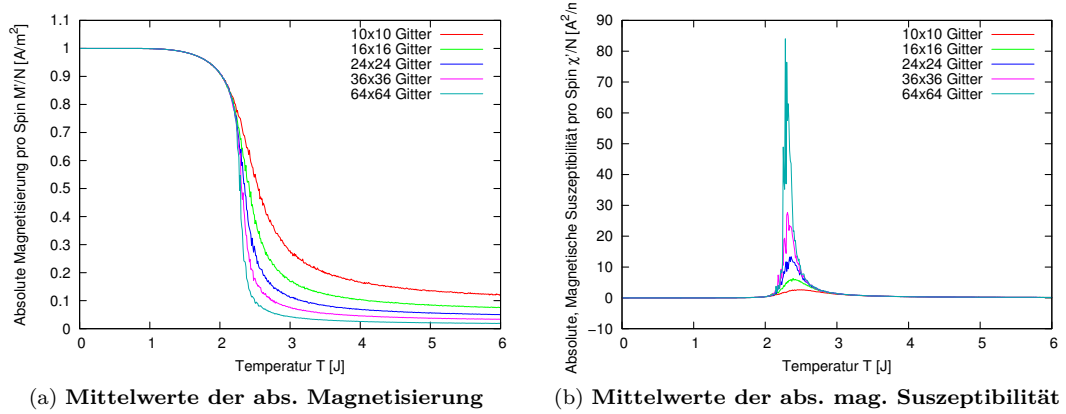 Absolute Magnetisierung pro Spin M'/N [A/m²]
1.1
1
0.9
0.8
0.7
0.6
0.5
0.4
0.3
0.2
0.1
0
0 1 2 3 4 5 6
Temperatur T [J]
10x10 Gitter
16x16 Gitter
24x24 Gitter
36x36 Gitter
64x64 Gitter
(a) Mittelwerte der abs. Magnetisierung
Absolute, Magnetische Suszeptibilität pro Spin χ'/N [A²/
90
80
70
60
50
40
30
20
10
0
−10
0 1 2 3 4 5 6
Temperatur T [J]
10x10 Gitter
16x16 Gitter
24x24 Gitter
36x36 Gitter
64x64 Gitter
(b) Mittelwerte der abs. mag. Suszeptibilität